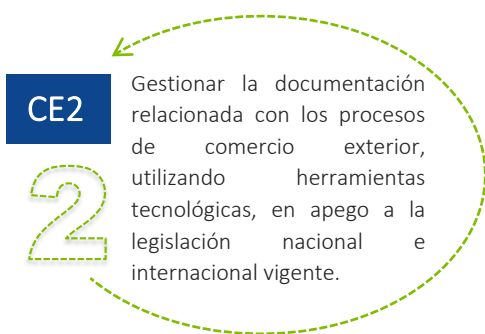 CE2
2
Gestionar la documentación
relacionada con los procesos
de comercio exterior,
utilizando herramientas
tecnológicas, en apego a la
legislación nacional e
internacional vigente.